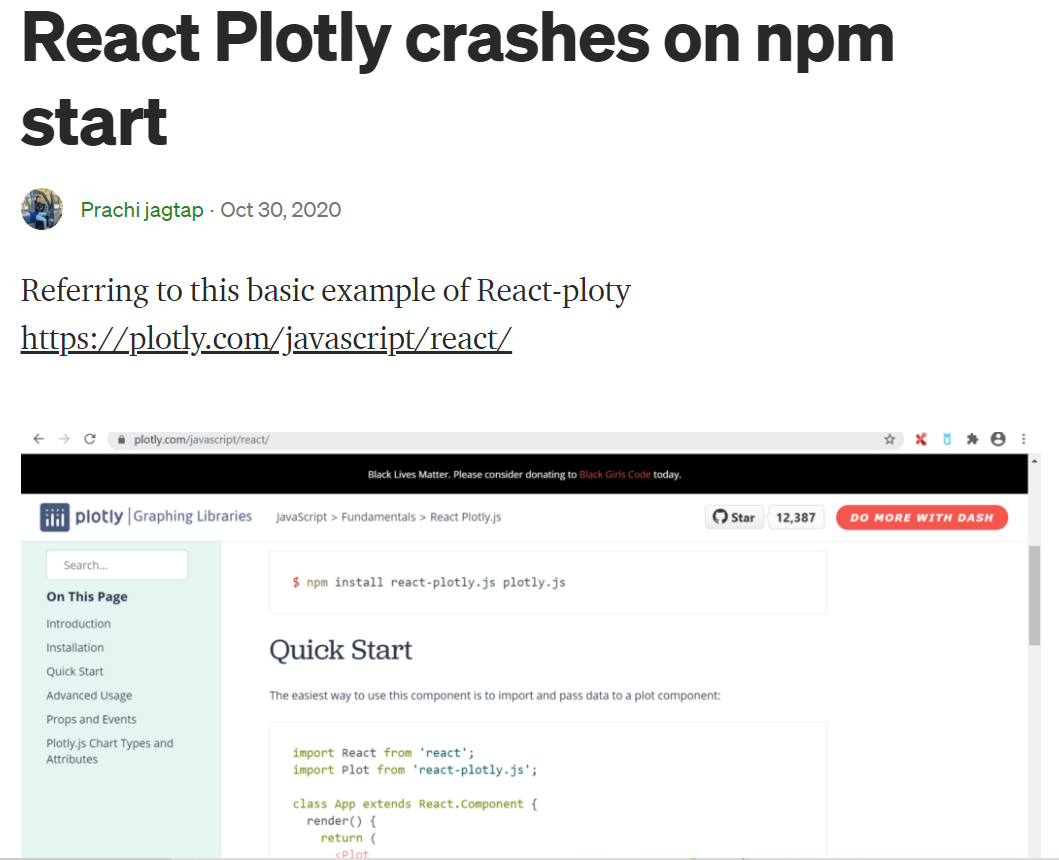 React Plotly crashes on npm
start
Prachi jagtap · Oct 30, 2020
Referring to this basic example of React-ploty
https://plotly.com/javascript/react/
plotly.com/javascript/react/
Black Lives Matter. Please consider donating to Black Girls Code today.
plotly | Graphing Libraries
JavaScript > Fundamentals > React Plotly.js
Star
12,387
DO MORE WITH DASH
Search...
On This Page
Introduction
Installation
Quick Start
Advanced Usage
Props and Events
Plotly.js Chart Types and
Attributes
$ npm install react-plotly.js plotly.js
Quick Start
The easiest way to use this component is to import and pass data to a plot component:
import React from 'react';
import Plot from 'react-plotly.js';
class App extends React.Component {
render() {
return (
<Plot